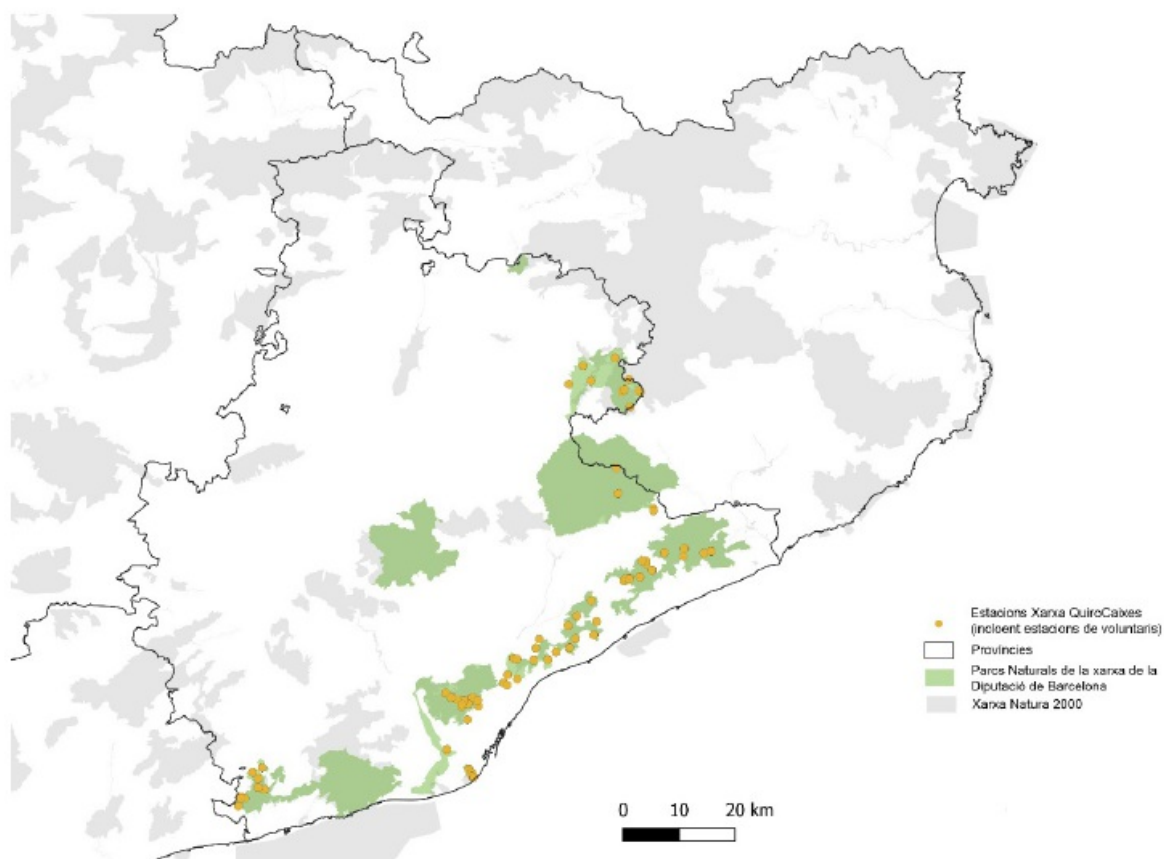 Estacions Xarxa QuiroCaixes
(incloent estacions de voluntaris)
Províncies
Parcs Naturals de la xarxa de la
Diputació de Barcelona
Xarxa Natura 2000
0 10 20 km